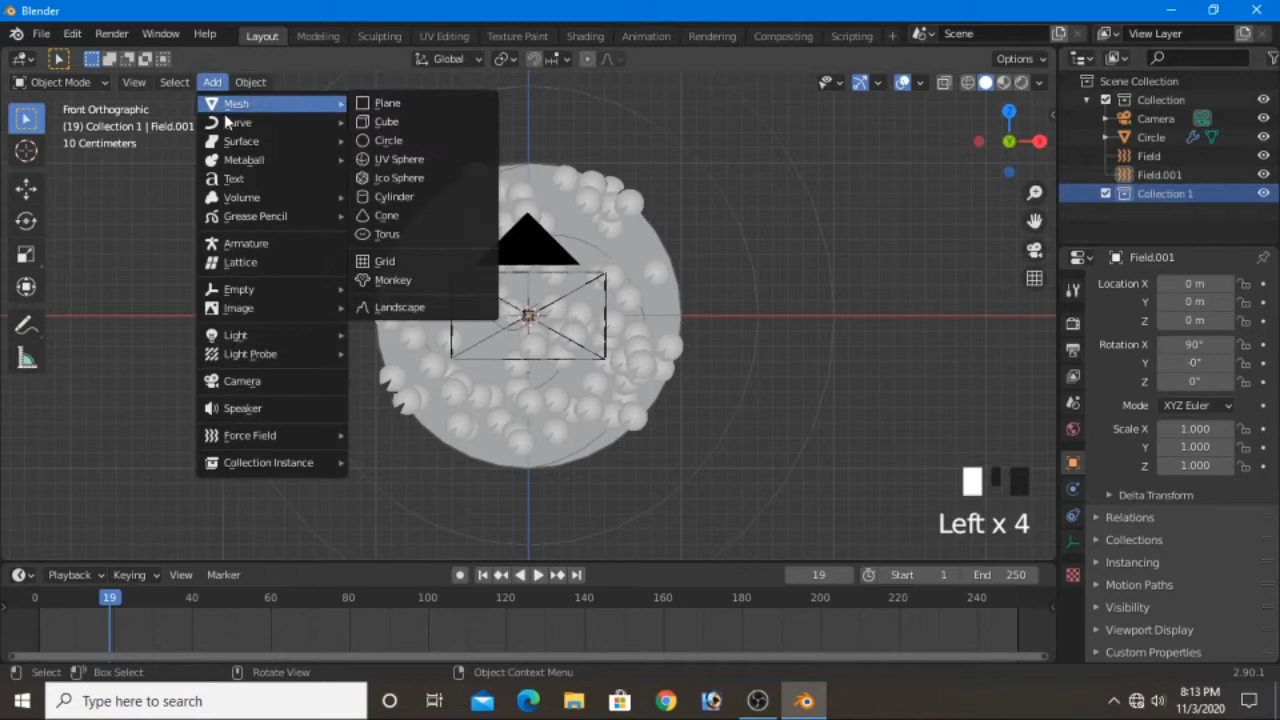 Blender
File Edit Render Window Help Layout Modeling Sculpting UV Editing Texture Paint Shading Animation Rendering Compositing Scripting + Scene View Layer
Global Options
Object Mode View Select Add Object
Front Orthographic
(19) Collection 1 | Field.001
10 Centimeters
Mesh
Curve
Surface
Metaball
Text
Volume
Grease Pencil
Armature
Lattice
Empty
Image
Light
Light Probe
Camera
Speaker
Force Field
Collection Instance
Plane
Cube
Circle
UV Sphere
Ico Sphere
Cylinder
Cone
Torus
Grid
Monkey
Landscape
Z
X
Y
Left x 4
Scene Collection
Collection
Camera
Circle
Field
Field.001
Collection 1
Field.001
Location X 0 m
Y 0 m
Z 0 m
Rotation X 90°
Y -0°
Z 0°
Mode XYZ Euler
Scale X 1.000
Y 1.000
Z 1.000
Delta Transform
Relations
Collections
Instancing
Motion Paths
Visibility
Viewport Display
Custom Properties
Playback Keying View Marker 19 Start 1 End 250
0 19 40 60 80 100 120 140 160 180 200 220 240
Select Box Select Rotate View Object Context Menu 2.90.1
Type here to search
8:13 PM
11/3/2020